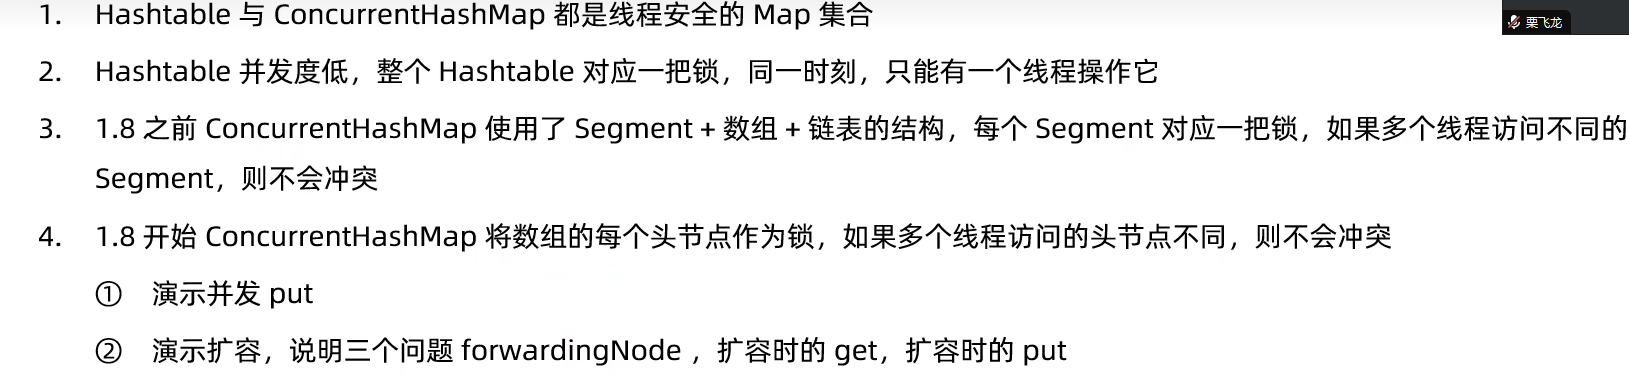 1. Hashtable 与 ConcurrentHashMap 都是线程安全的 Map 集合
栗飞龙
2. Hashtable 并发度低，整个 Hashtable 对应一把锁，同一时刻，只能有一个线程操作它
3. 1.8 之前 ConcurrentHashMap 使用了 Segment + 数组 + 链表的结构，每个 Segment 对应一把锁，如果多个线程访问不同的
Segment，则不会冲突
4. 1.8 开始 ConcurrentHashMap 将数组的每个头节点作为锁，如果多个线程访问的头节点不同，则不会冲突
① 演示并发 put
② 演示扩容，说明三个问题 forwardingNode ，扩容时的 get，扩容时的 put